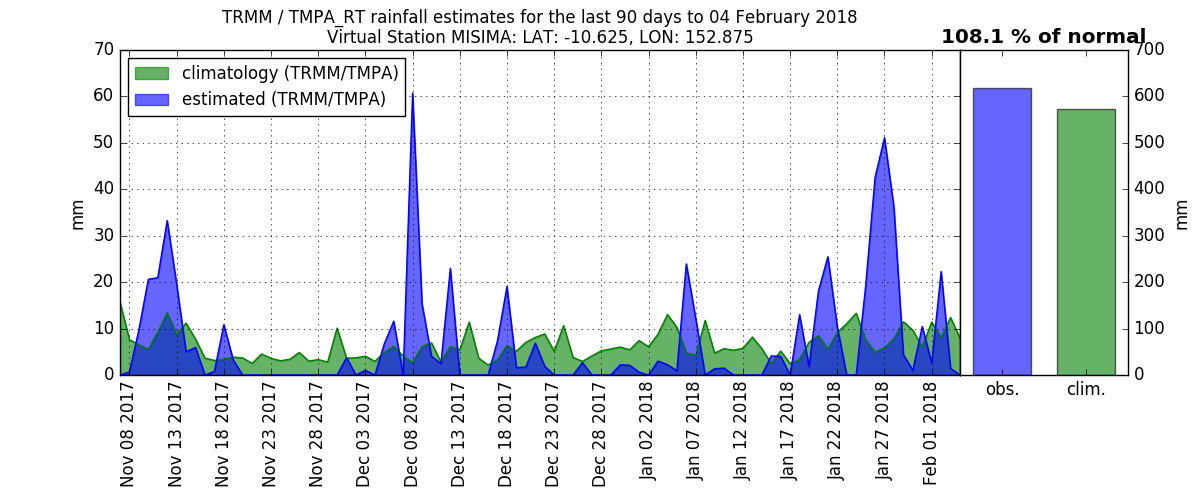 TRMM / TMPA_RT rainfall estimates for the last 90 days to 04 February 2018
Virtual Station MISIMA: LAT: -10.625, LON: 152.875
108.1 % of normal
climatology (TRMM/TMPA)
estimated (TRMM/TMPA)
mm
70
60
50
40
30
20
10
0
Nov 08 2017
Nov 13 2017
Nov 18 2017
Nov 23 2017
Nov 28 2017
Dec 03 2017
Dec 08 2017
Dec 13 2017
Dec 18 2017
Dec 23 2017
Dec 28 2017
Jan 02 2018
Jan 07 2018
Jan 12 2018
Jan 17 2018
Jan 22 2018
Jan 27 2018
Feb 01 2018
obs.
clim.
700
600
500
400
300
200
100
0
mm